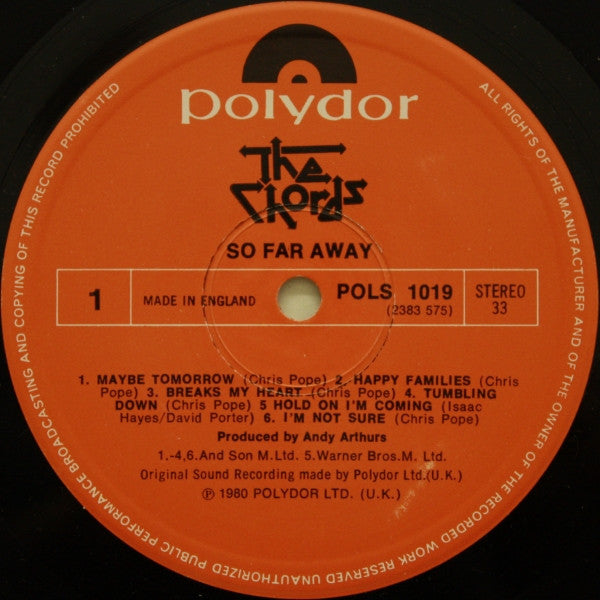 polydor
The
Chords
SO FAR AWAY
1
MADE IN ENGLAND
POLS 1019
(2383 575)
STEREO
33
1. MAYBE TOMORROW (Chris Pope) 2. HAPPY FAMILIES (Chris
Pope) 3. BREAKS MY HEART (Chris Pope) 4. TUMBLING
DOWN (Chris Pope) 5 HOLD ON I'M COMING (Isaac
Hayes/David Porter) 6. I'M NOT SURE (Chris Pope)
Produced by Andy Arthurs
1.-4,6. And Son M.Ltd. 5.Warner Bros.M. Ltd.
Original Sound Recording made by Polydor Ltd.(U.K.)
℗ 1980 POLYDOR LTD. (U.K.)
ALL RIGHTS OF THE MANUFACTURER AND OF THE OWNER OF THE RECORDED WORK RESERVED UNAUTHORIZED PUBLIC PERFORMANCE BROADCASTING AND COPYING OF THIS RECORD PROHIBITED